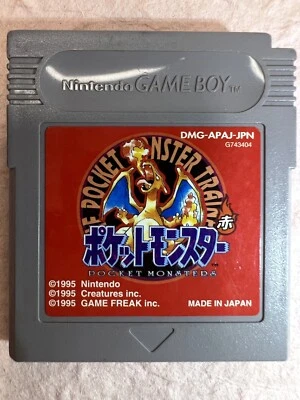 Nintendo GAME BOY TM
DMG-APAJ-JPN
G743404
POCKET MONSTER TRAIN
赤
ポケットモンスター
POCKET MONSTERS
©1995 Nintendo
©1995 Creatures inc.
©1995 GAME FREAK inc.
MADE IN JAPAN